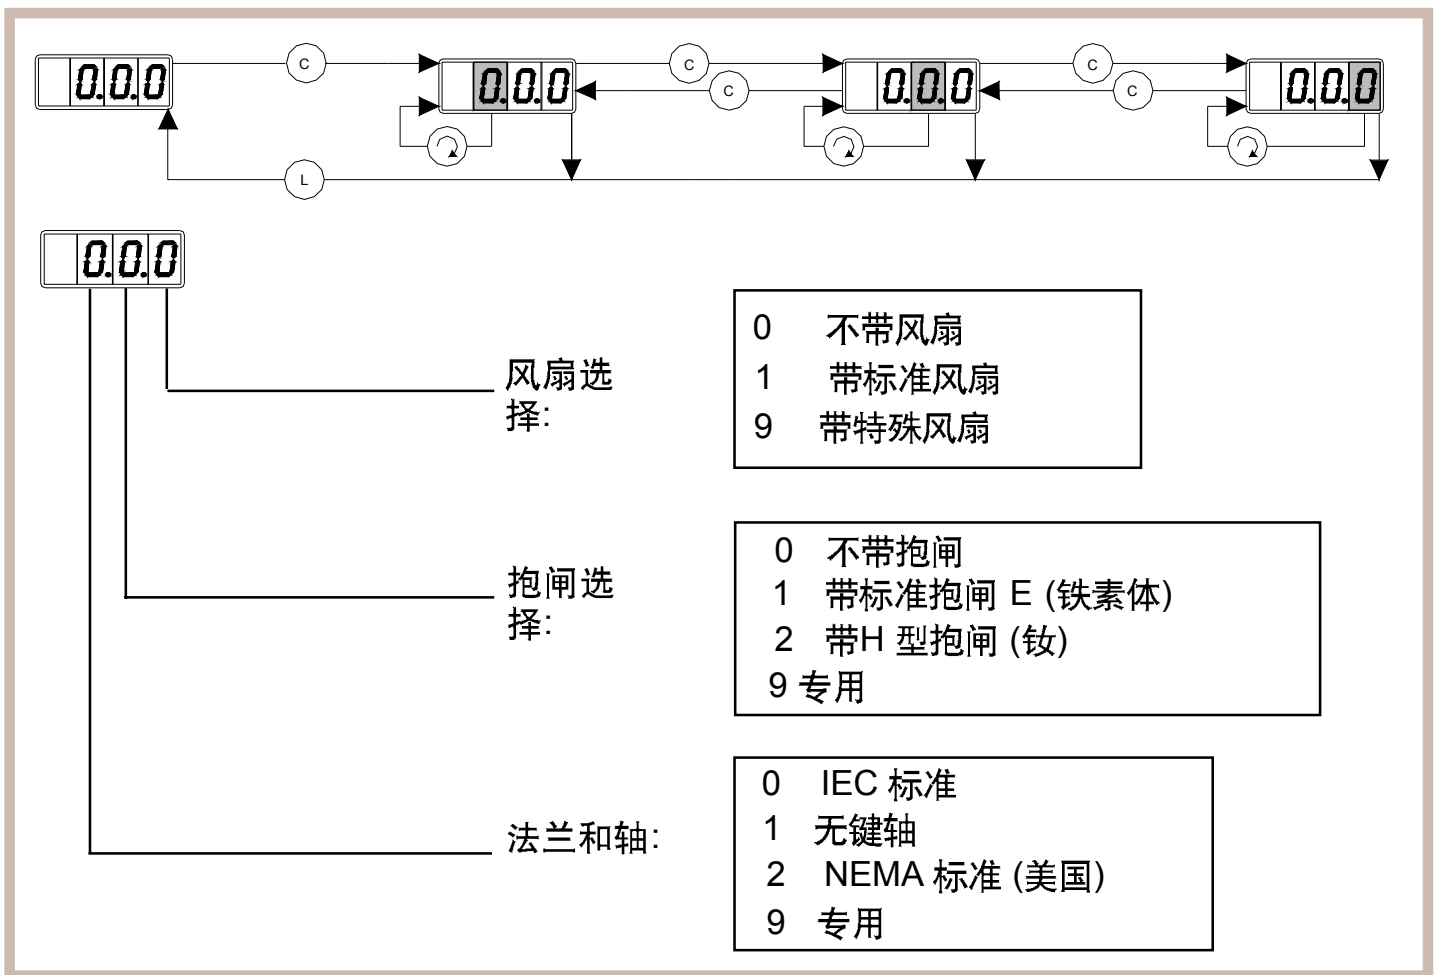 0.0.0 C 0.0.0 C 0.0.0 C 0.0.0
C C
L
0.0.0
风扇选
择:
0 不带风扇
1 带标准风扇
9 带特殊风扇
抱闸选
择:
0 不带抱闸
1 带标准抱闸 E (铁素体)
2 带H 型抱闸 (钕)
9 专用
法兰和轴:
0 IEC 标准
1 无键轴
2 NEMA 标准 (美国)
9 专用